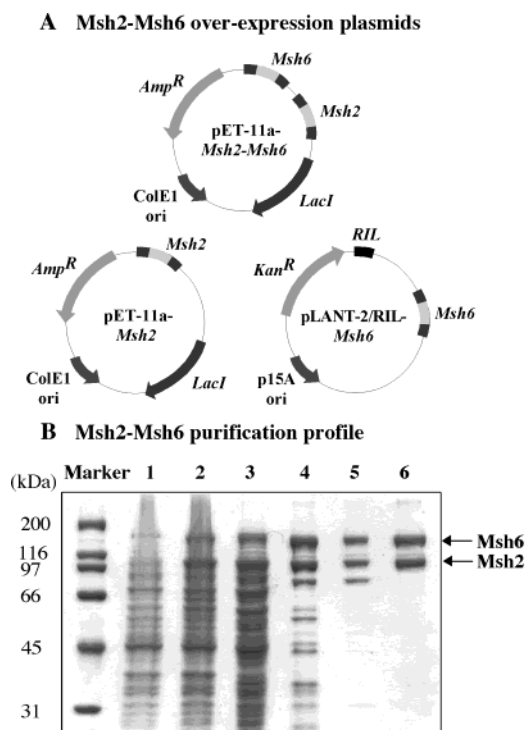 A Msh2-Msh6 over-expression plasmids
Msh6
AmpR
Msh2
pET-11a-
Msh2-Msh6
ColE1
ori
LacI
Msh2
AmpR
pET-11a-
Msh2
ColE1
ori
LacI
RIL
KanR
Msh6
pLANT-2/RIL-
Msh6
p15A
ori
B Msh2-Msh6 purification profile
(kDa) Marker 1 2 3 4 5 6
200
116
97
66
45
31
Msh6
Msh2